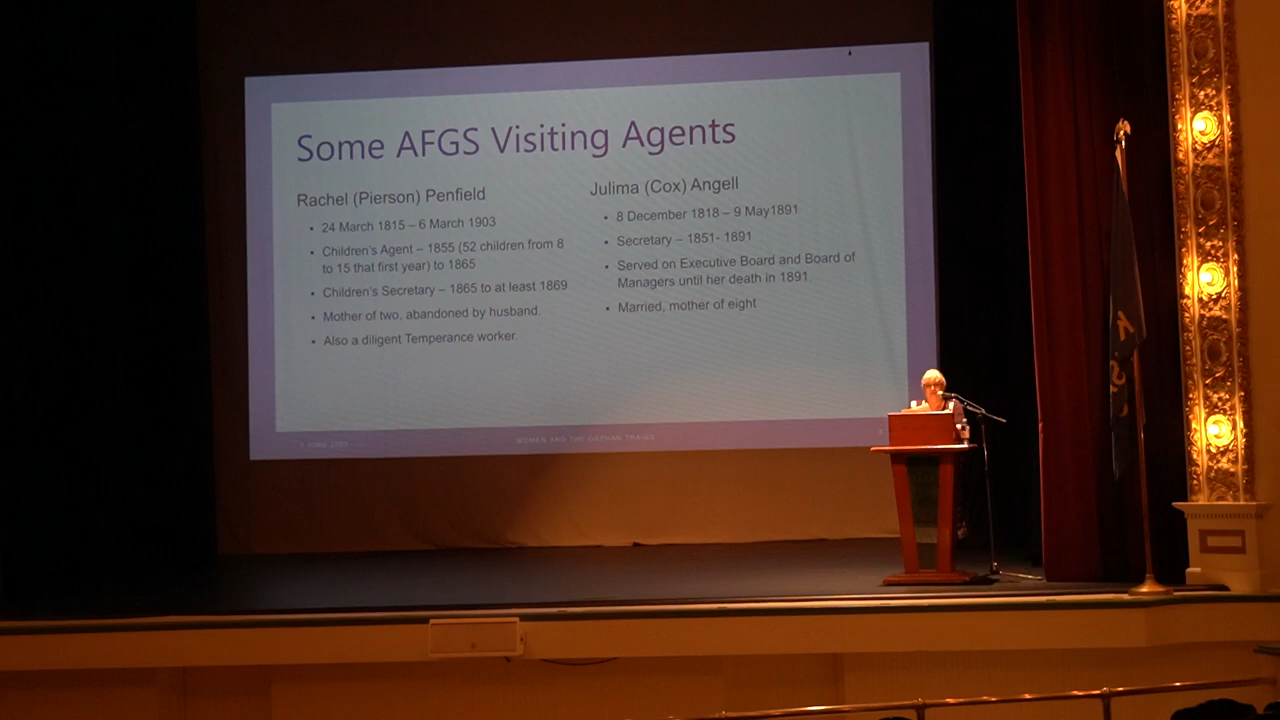 Some AFGS Visiting Agents
Rachel (Pierson) Penfield
• 24 March 1815 – 6 March 1903
• Children's Agent – 1855 (52 children from 8
to 15 that first year) to 1865
• Children's Secretary – 1865 to at least 1869
• Mother of two, abandoned by husband.
• Also a diligent Temperance worker.
Julima (Cox) Angell
• 8 December 1818 – 9 May1891
• Secretary – 1851- 1891
• Served on Executive Board and Board of
Managers until her death in 1891.
• Married, mother of eight
WOMEN AND THE ORPHAN TRAINS